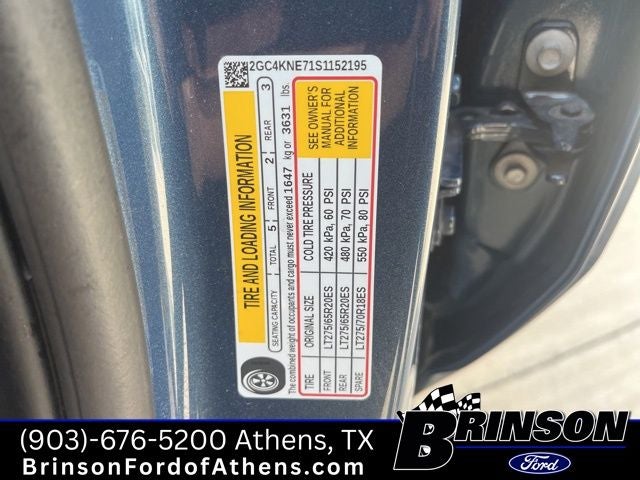 2GC4KNE71S1152195
TIRE AND LOADING INFORMATION
SEATING CAPACITY TOTAL 5 FRONT 2 REAR 3
The combined weight of occupants and cargo must never exceed 1647 kg or 3631 lbs.
TIRE ORIGINAL SIZE COLD TIRE PRESSURE
FRONT LT275/65R20ES 420 kPa, 60 PSI
REAR LT275/65R20ES 480 kPa, 70 PSI
SPARE LT275/70R18ES 550 kPa, 80 PSI
SEE OWNER'S
MANUAL FOR
ADDITIONAL
INFORMATION
(903)-676-5200 Athens, TX
BrinsonFordofAthens.com
BRINSON
Ford